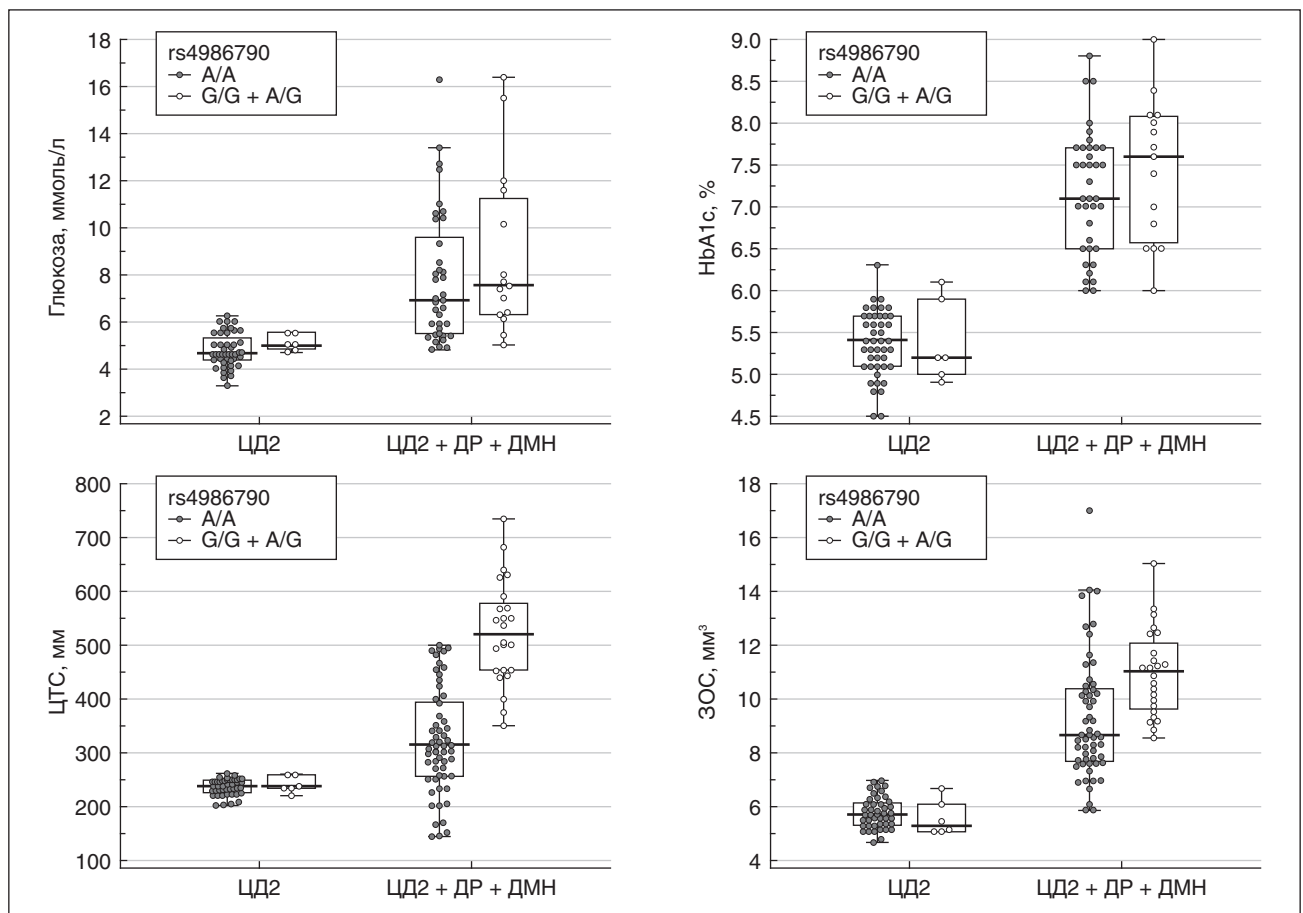 Глюкоза, ммоль/л
18
16
14
12
10
8
6
4
2
rs4986790
A/A
G/G + A/G
ЦД2
ЦД2 + ДР + ДМН
HbA1c, %
9.0
8.5
8.0
7.5
7.0
6.5
6.0
5.5
5.0
4.5
rs4986790
A/A
G/G + A/G
ЦД2
ЦД2 + ДР + ДМН
ЦТС, мм
800
700
600
500
400
300
200
100
rs4986790
A/A
G/G + A/G
ЦД2
ЦД2 + ДР + ДМН
ЗОС, мм³
18
16
14
12
10
8
6
4
rs4986790
A/A
G/G + A/G
ЦД2
ЦД2 + ДР + ДМН